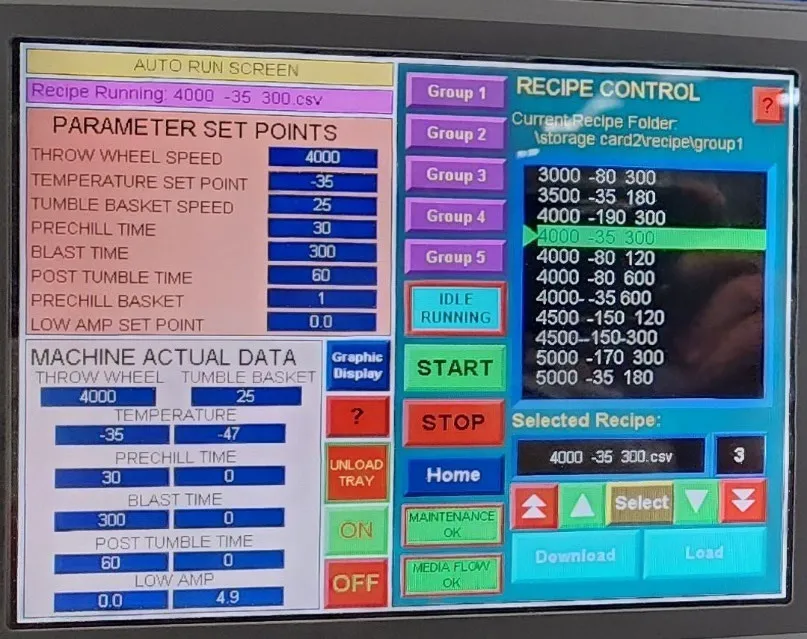 AUTO RUN SCREEN
Recipe Running: 4000 -35 300.csv
PARAMETER SET POINTS
THROW WHEEL SPEED 4000
TEMPERATURE SET POINT -35
TUMBLE BASKET SPEED 25
PRECHILL TIME 30
BLAST TIME 300
POST TUMBLE TIME 60
PRECHILL BASKET 1
LOW AMP SET POINT 0.0
MACHINE ACTUAL DATA
THROW WHEEL TUMBLE BASKET
4000 25
TEMPERATURE
-35 -47
PRECHILL TIME
30 0
BLAST TIME
300 0
POST TUMBLE TIME
60 0
LOW AMP
0.0 4.9
Graphic
Display
?
UNLOAD
TRAY
ON
OFF
Group 1
Group 2
Group 3
Group 4
Group 5
IDLE
RUNNING
START
STOP
Home
MAINTENANCE
OK
MEDIA FLOW
OK
RECIPE CONTROL
?
Current Recipe Folder:
\storage card2\recipe\group1
3000 -80 300
3500 -35 180
4000 -190 300
4000 -35 300
4000 -80 120
4000 -80 600
4000--35 600
4500 -150 120
4500--150-300
5000 -170 300
5000 -35 180
Selected Recipe:
4000 -35 300.csv 3
Select
Download Load